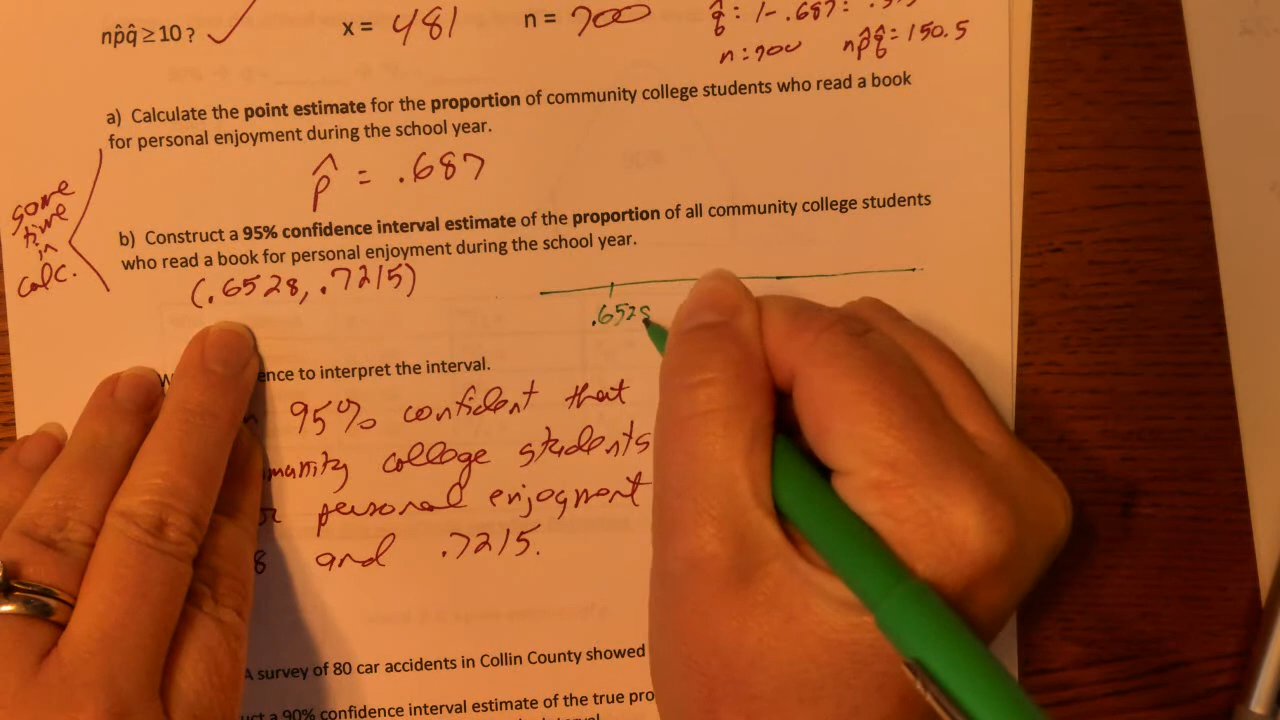 np̂q̂ ≥ 10 ? ✓ x = 481 n = 700 q̂ : 1 - .687 =
n = 700 np̂q̂ = 150.5
a) Calculate the point estimate for the proportion of community college students who read a book
for personal enjoyment during the school year.
p̂ = .687
some
time
in
calc.
b) Construct a 95% confidence interval estimate of the proportion of all community college students
who read a book for personal enjoyment during the school year.
(.6528, .7215)
.6528
ence to interpret the interval.
95% confident that
college students
personal enjoyment
8 and .7215.
A survey of 80 car accidents in Collin County showed
uct a 90% confidence interval estimate of the true pro